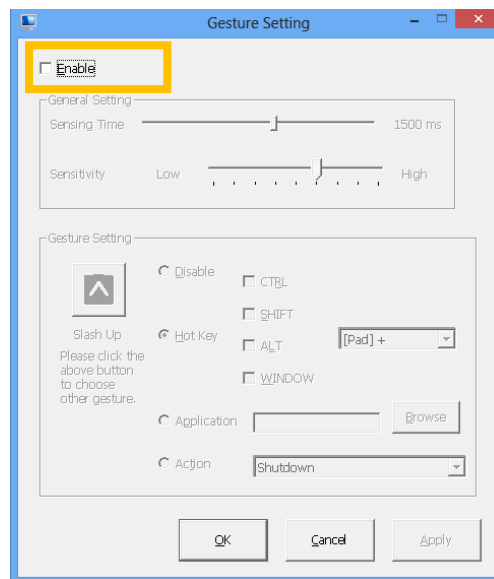 Gesture Setting
Enable
General Setting
Sensing Time 1500 ms
Sensitivity Low High
Gesture Setting
Disable
CTRL
SHIFT
Slash Up
Hot Key
ALT
[Pad] +
Please click the
above button
to choose
other gesture.
WINDOW
Application
Browse
Action
Shutdown
OK Cancel Apply